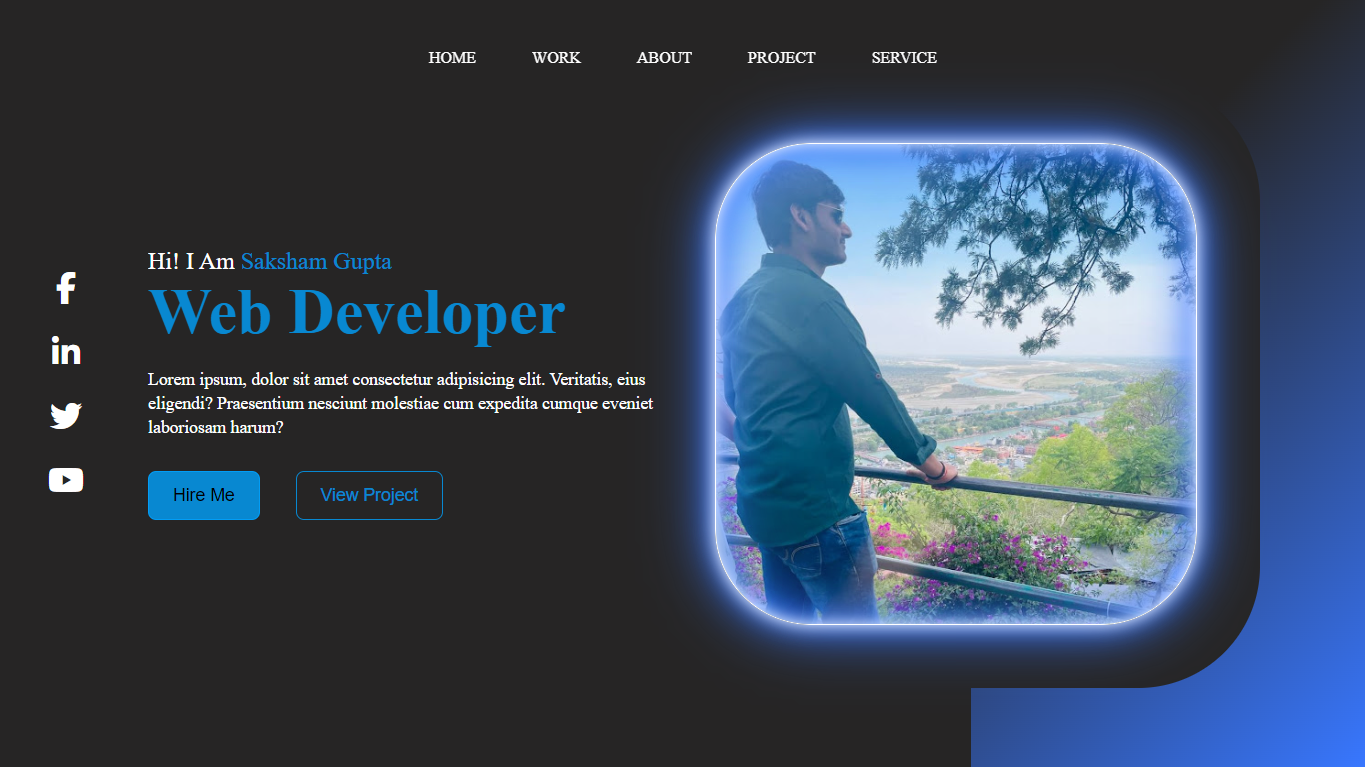 HOME WORK ABOUT PROJECT SERVICE
Hi! I Am Saksham Gupta
Web Developer
Lorem ipsum, dolor sit amet consectetur adipisicing elit. Veritatis, eius
eligendi? Praesentium nesciunt molestiae cum expedita cumque eveniet
laboriosam harum?
Hire Me View Project